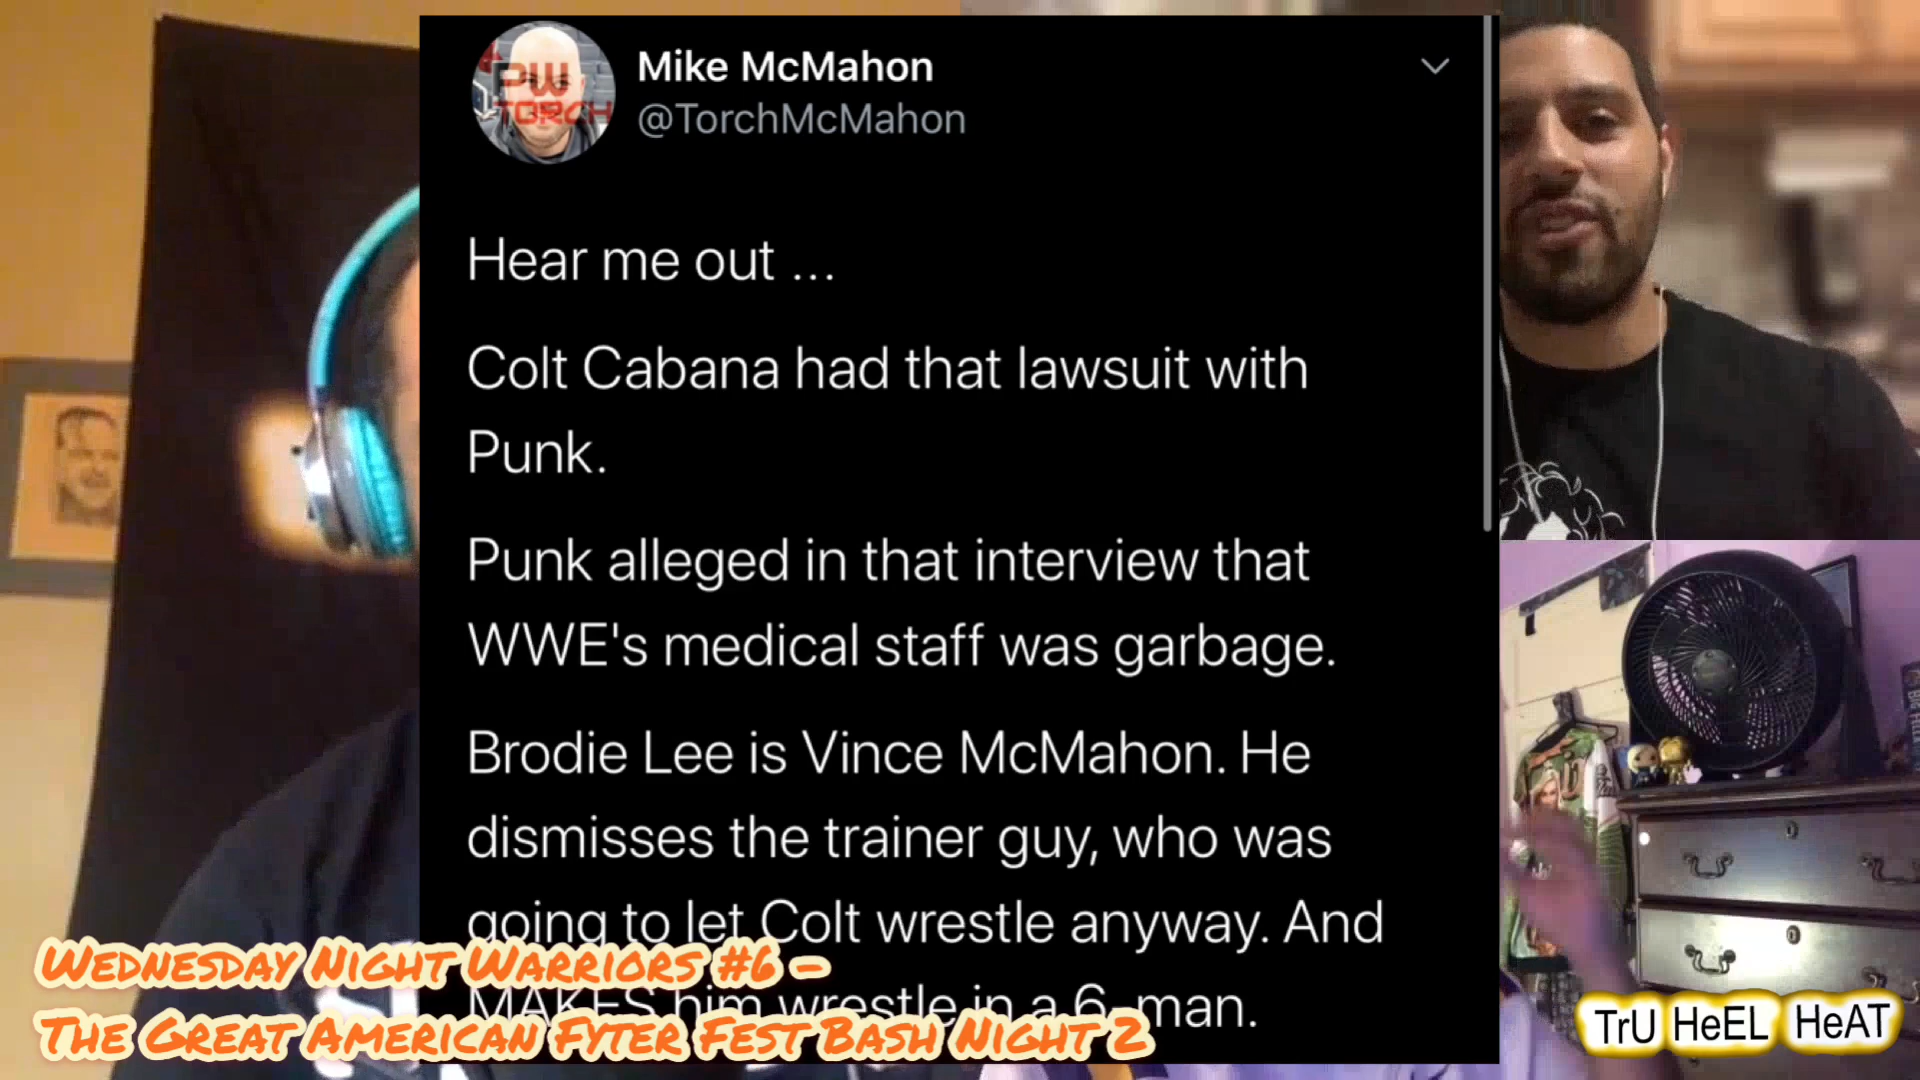 Mike McMahon
@TorchMcMahon
PW
TORCH
Hear me out ...
Colt Cabana had that lawsuit with
Punk.
Punk alleged in that interview that
WWE's medical staff was garbage.
Brodie Lee is Vince McMahon. He
dismisses the trainer guy, who was
going to let Colt wrestle anyway. And
MAKES him wrestle in a 6-man.
Wednesday Night Warriors #6 -
The Great American Fyter Fest Bash Night 2
TrU HeEL HeAT